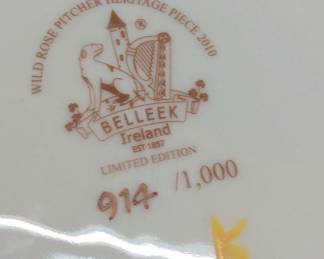 WILD ROSE PITCHER HERITAGE PIECE 2010
®
BELLEEK
Ireland
EST 1857
LIMITED EDITION
914 /1,000